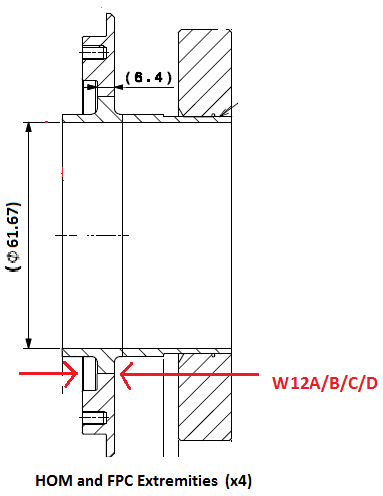 (6.4)
(Φ61.67)
W12A/B/C/D
HOM and FPC Extremities (x4)